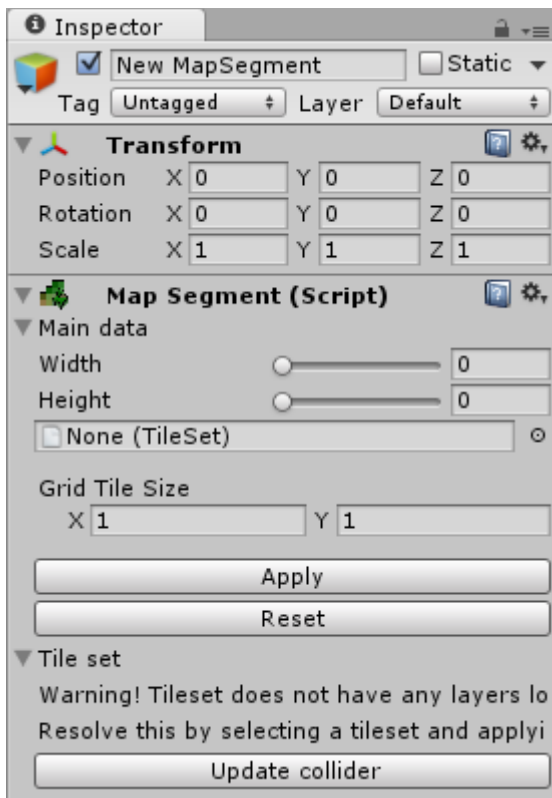 Inspector
New MapSegment Static
Tag Untagged Layer Default
Transform
Position X 0 Y 0 Z 0
Rotation X 0 Y 0 Z 0
Scale X 1 Y 1 Z 1
Map Segment (Script)
Main data
Width 0
Height 0
None (TileSet)
Grid Tile Size
X 1 Y 1
Apply
Reset
Tile set
Warning! Tileset does not have any layers lo
Resolve this by selecting a tileset and applyi
Update collider